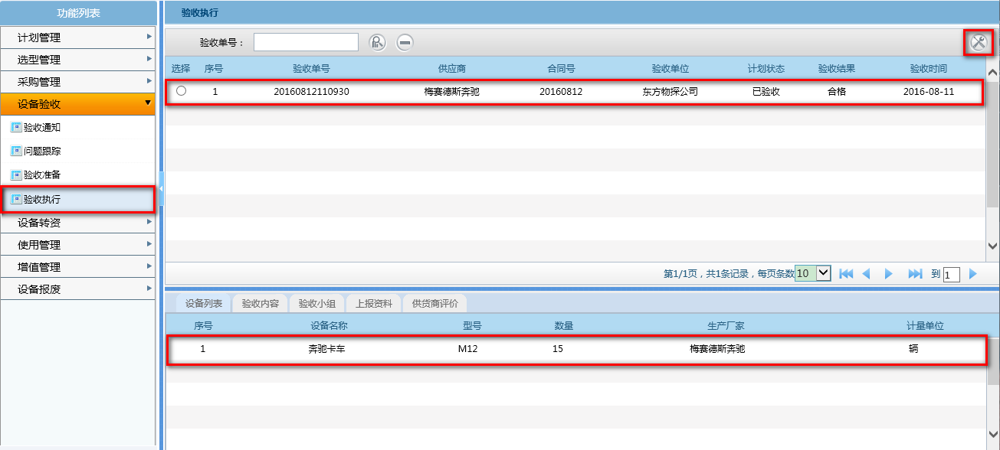 功能列表
计划管理
选型管理
采购管理
设备验收
验收通知
问题跟踪
验收准备
验收执行
设备转资
使用管理
增值管理
设备报废
验收执行
验收单号：
选择 序号 验收单号 供应商 合同号 验收单位 计划状态 验收结果 验收时间
1 20160812110930 梅赛德斯奔驰 20160812 东方物探公司 已验收 合格 2016-08-11
第1/1页，共1条记录，每页条数 10 到 1
设备列表 验收内容 验收小组 上报资料 供货商评价
序号 设备名称 型号 数量 生产厂家 计量单位
1 奔驰卡车 M12 15 梅赛德斯奔驰 辆